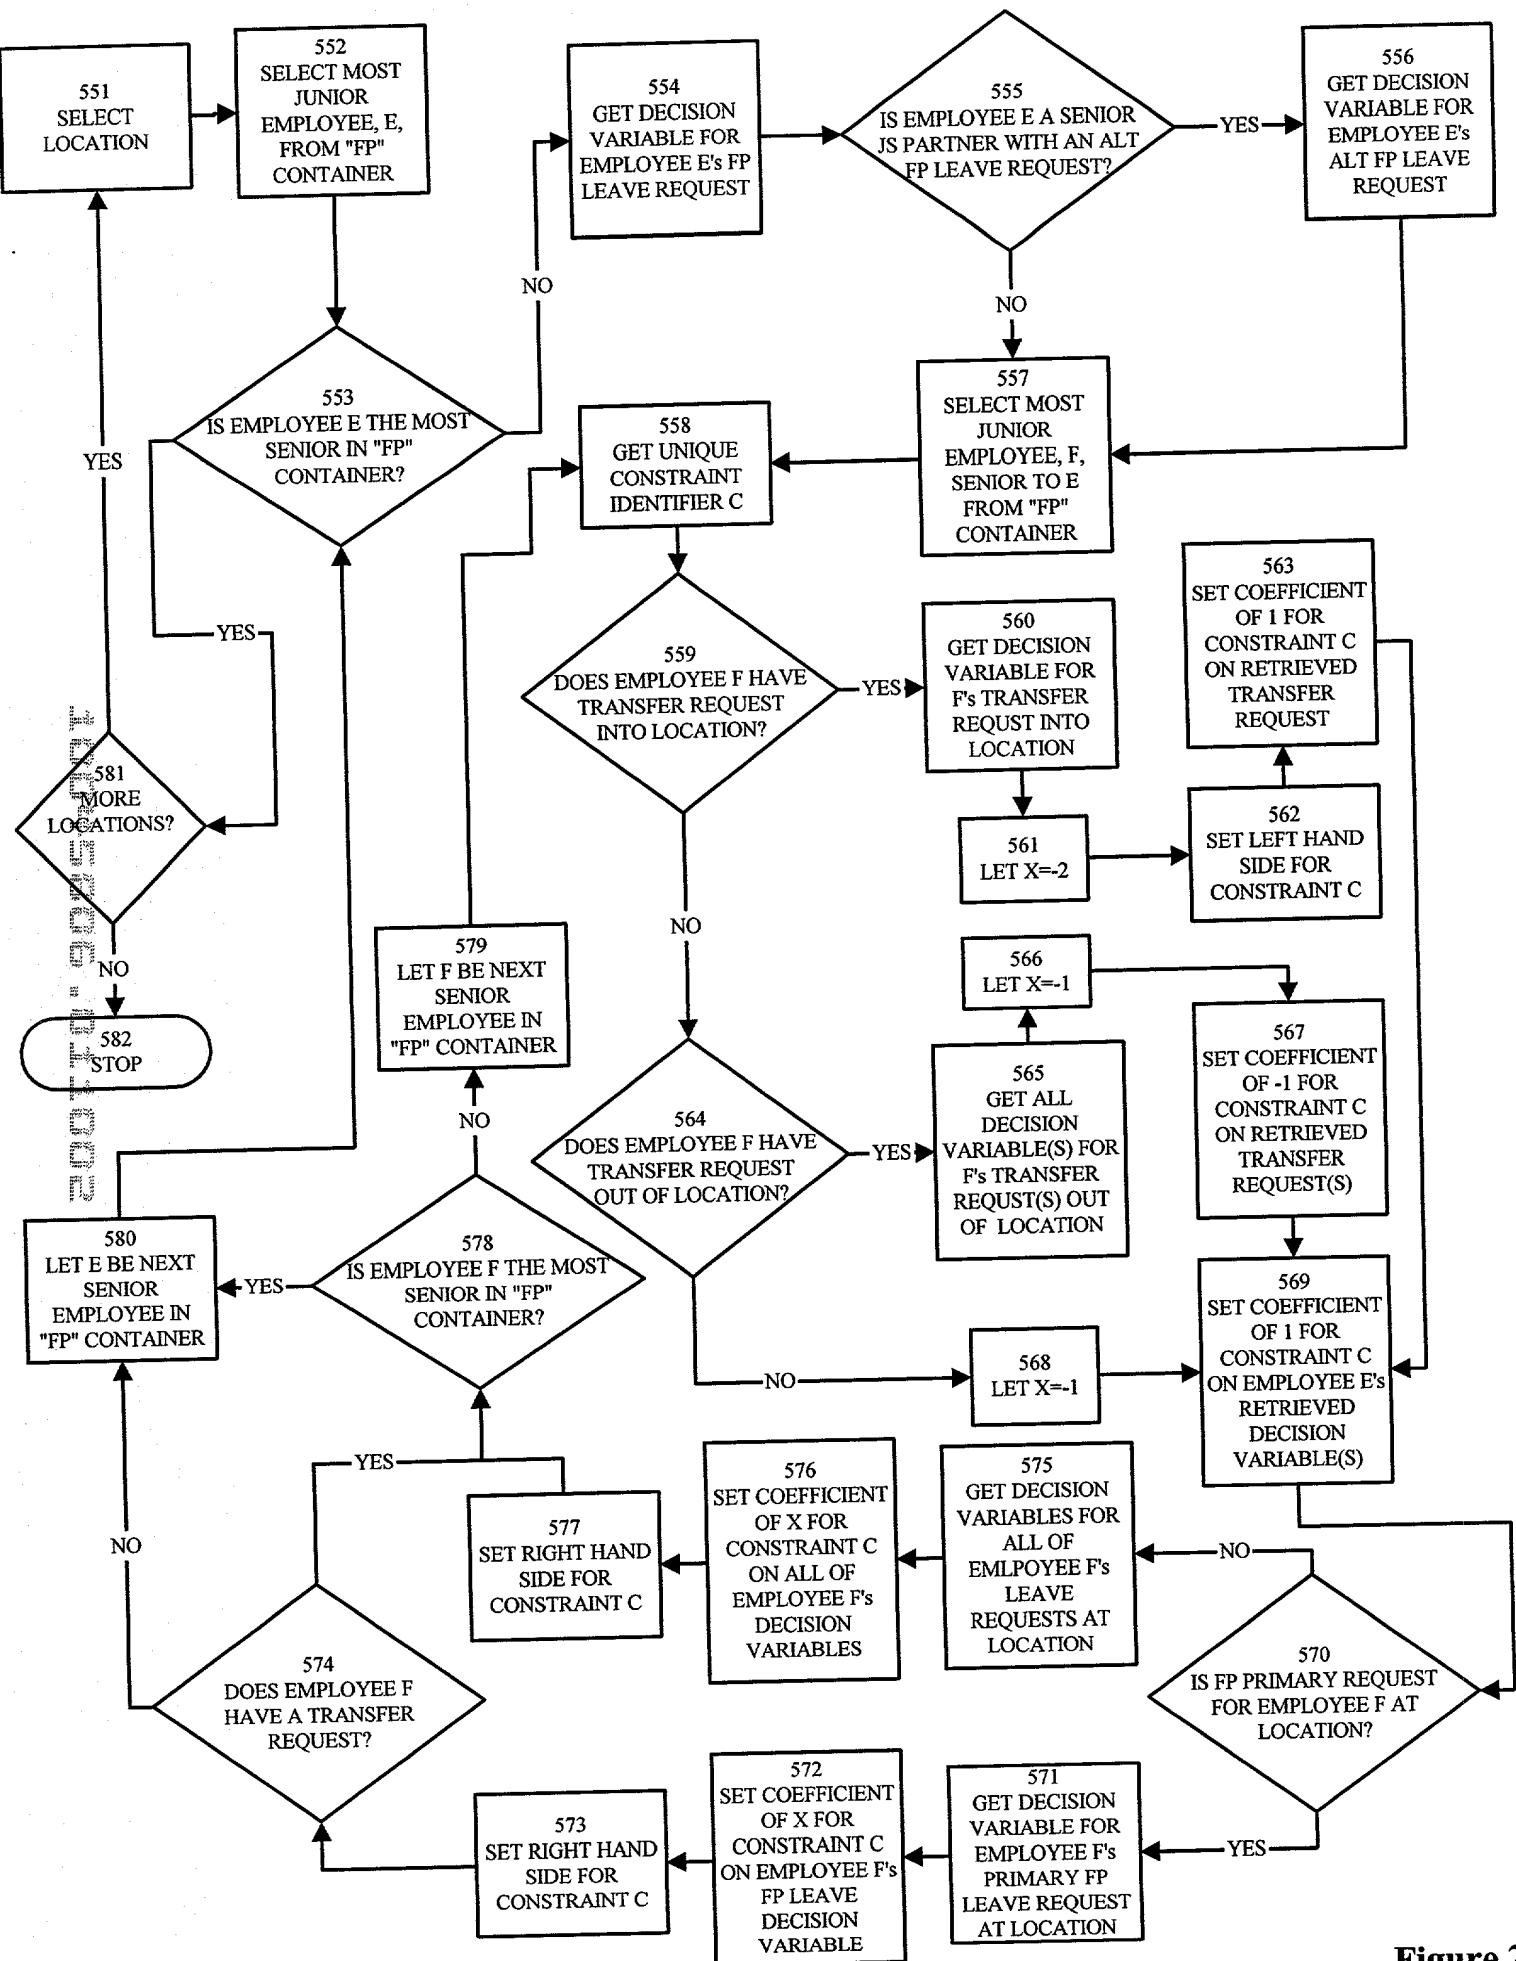 551
SELECT
LOCATION
552
SELECT MOST
JUNIOR
EMPLOYEE, E,
FROM "FP"
CONTAINER
554
GET DECISION
VARIABLE FOR
EMPLOYEE E's FP
LEAVE REQUEST
555
IS EMPLOYEE E A SENIOR
JS PARTNER WITH AN ALT
FP LEAVE REQUEST?
YES
556
GET DECISION
VARIABLE FOR
EMPLOYEE E's
ALT FP LEAVE
REQUEST
NO
NO
553
IS EMPLOYEE E THE MOST
SENIOR IN "FP"
CONTAINER?
YES
YES
557
SELECT MOST
JUNIOR
EMPLOYEE, F,
SENIOR TO E
FROM "FP"
CONTAINER
558
GET UNIQUE
CONSTRAINT
IDENTIFIER C
559
DOES EMPLOYEE F HAVE
TRANSFER REQUEST
INTO LOCATION?
YES
560
GET DECISION
VARIABLE FOR
F's TRANSFER
REQUST INTO
LOCATION
563
SET COEFFICIENT
OF 1 FOR
CONSTRAINT C
ON RETRIEVED
TRANSFER
REQUEST
561
LET X=-2
562
SET LEFT HAND
SIDE FOR
CONSTRAINT C
581
MORE
LOCATIONS?
NO
582
STOP
NO
579
LET F BE NEXT
SENIOR
EMPLOYEE IN
"FP" CONTAINER
NO
566
LET X=-1
567
SET COEFFICIENT
OF -1 FOR
CONSTRAINT C
ON RETRIEVED
TRANSFER
REQUEST(S)
564
DOES EMPLOYEE F HAVE
TRANSFER REQUEST
OUT OF LOCATION?
YES
565
GET ALL
DECISION
VARIABLE(S) FOR
F's TRANSFER
REQUST(S) OUT
OF LOCATION
580
LET E BE NEXT
SENIOR
EMPLOYEE IN
"FP" CONTAINER
YES
578
IS EMPLOYEE F THE MOST
SENIOR IN "FP"
CONTAINER?
NO
568
LET X=-1
569
SET COEFFICIENT
OF 1 FOR
CONSTRAINT C
ON EMPLOYEE E's
RETRIEVED
DECISION
VARIABLE(S)
YES
NO
577
SET RIGHT HAND
SIDE FOR
CONSTRAINT C
576
SET COEFFICIENT
OF X FOR
CONSTRAINT C
ON ALL OF
EMPLOYEE F's
DECISION
VARIABLES
575
GET DECISION
VARIABLES FOR
ALL OF
EMLPOYEE F's
LEAVE
REQUESTS AT
LOCATION
NO
574
DOES EMPLOYEE F
HAVE A TRANSFER
REQUEST?
570
IS FP PRIMARY REQUEST
FOR EMPLOYEE F AT
LOCATION?
573
SET RIGHT HAND
SIDE FOR
CONSTRAINT C
572
SET COEFFICIENT
OF X FOR
CONSTRAINT C
ON EMPLOYEE F's
FP LEAVE
DECISION
VARIABLE
571
GET DECISION
VARIABLE FOR
EMPLOYEE F's
PRIMARY FP
LEAVE REQUEST
AT LOCATION
YES
Figure